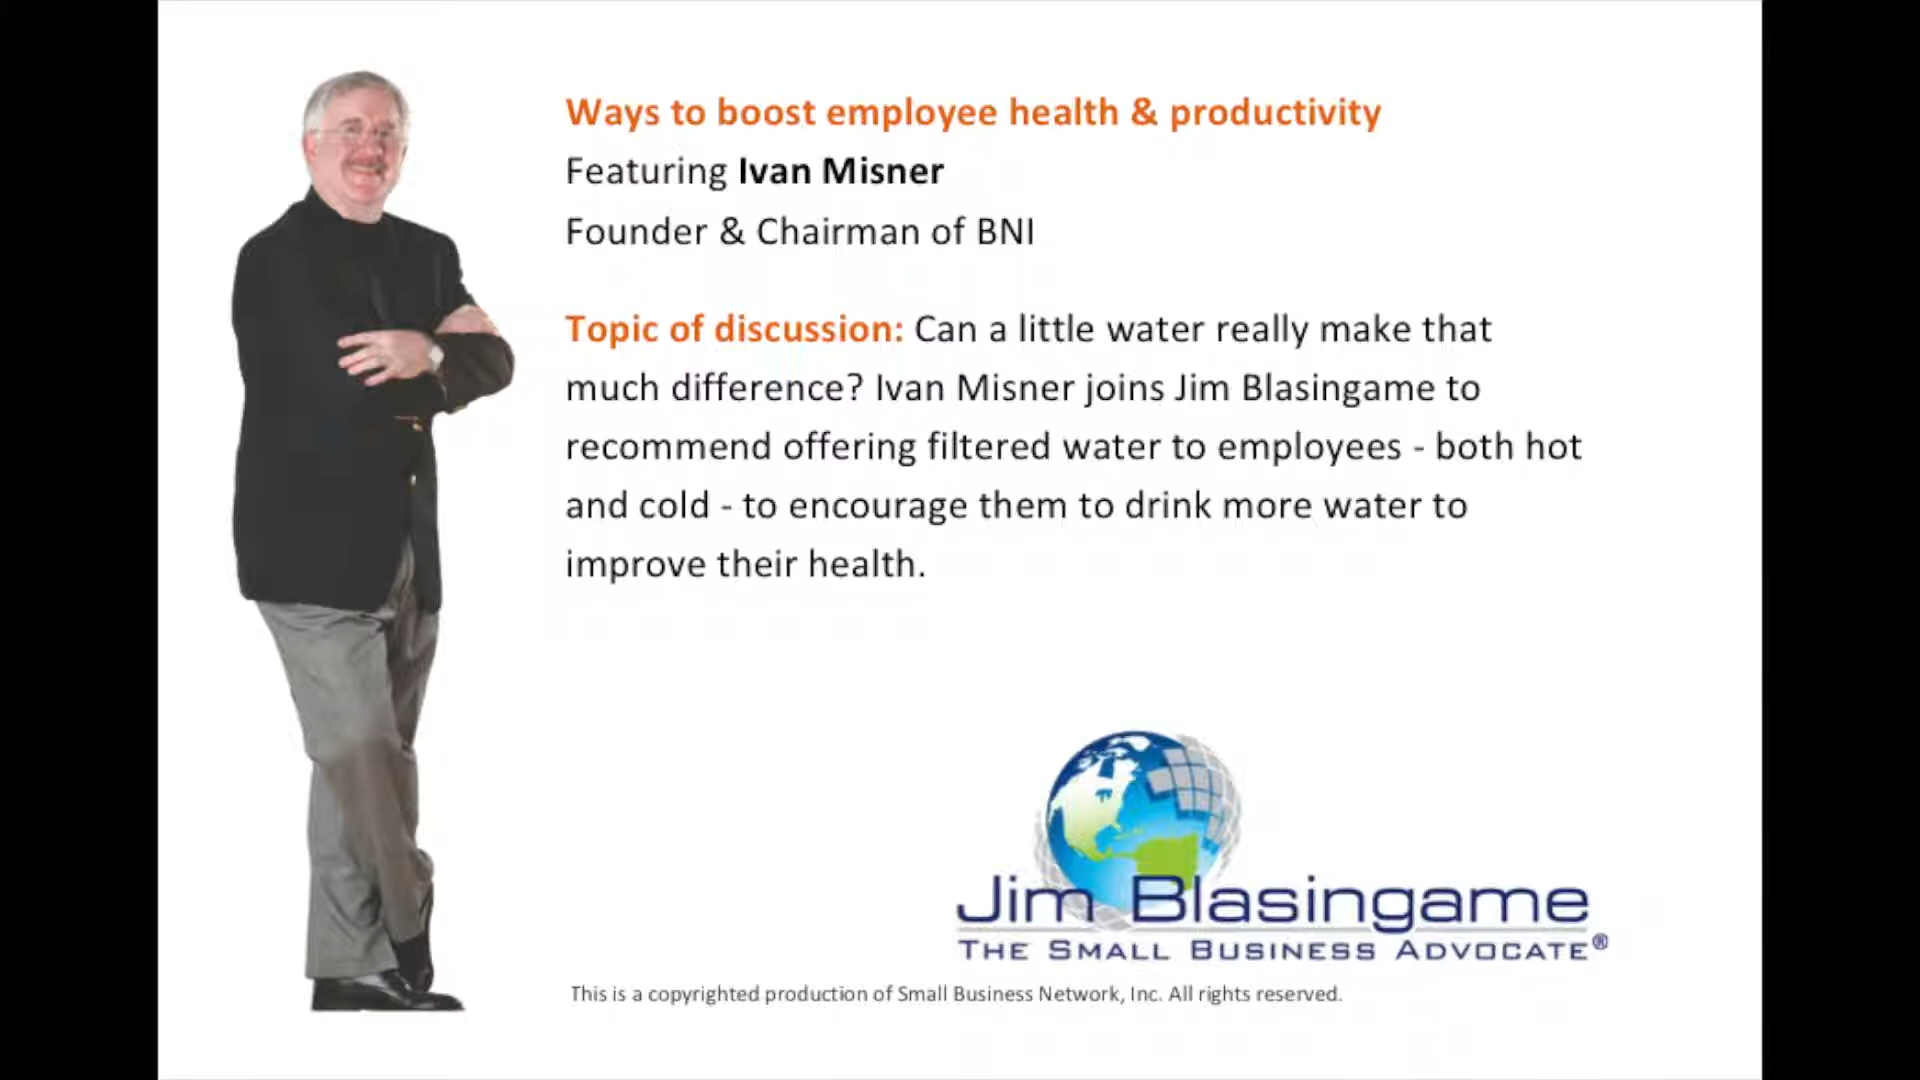 Ways to boost employee health & productivity
Featuring Ivan Misner
Founder & Chairman of BNI
Topic of discussion: Can a little water really make that
much difference? Ivan Misner joins Jim Blasingame to
recommend offering filtered water to employees - both hot
and cold - to encourage them to drink more water to
improve their health.
Jim Blasingame
THE SMALL BUSINESS ADVOCATE®
This is a copyrighted production of Small Business Network, Inc. All rights reserved.